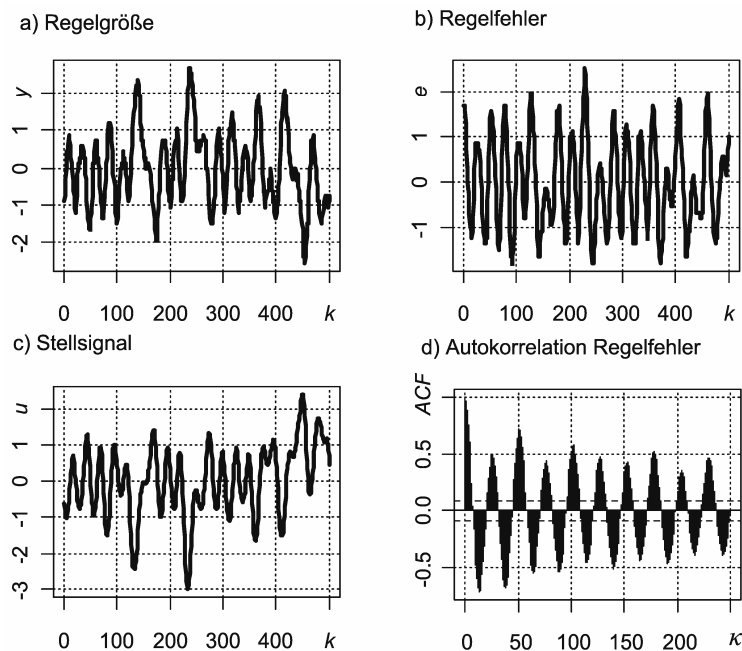 a) Regelgröße
y
1
0
-1
-2
0 100 200 300 400 k
b) Regelfehler
e
1
0
-1
0 100 200 300 400 k
c) Stellsignal
u
1
0
-1
-2
-3
0 100 200 300 400 k
d) Autokorrelation Regelfehler
ACF
0.5
0.0
-0.5
0 50 100 150 200 κ